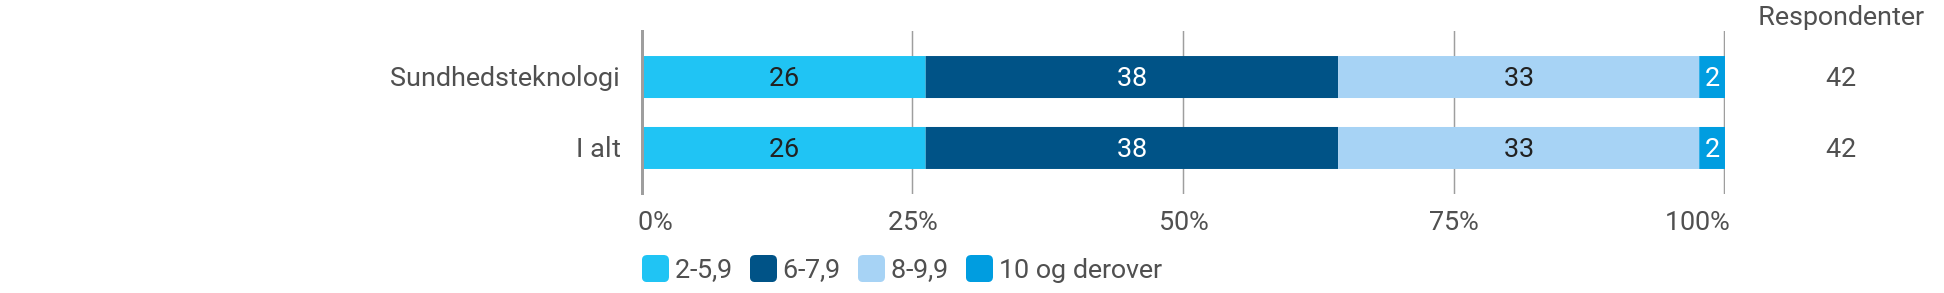 Respondenter
Sundhedsteknologi 26 38 33 2 42
I alt 26 38 33 2 42
0% 25% 50% 75% 100%
2-5,9 6-7,9 8-9,9 10 og derover